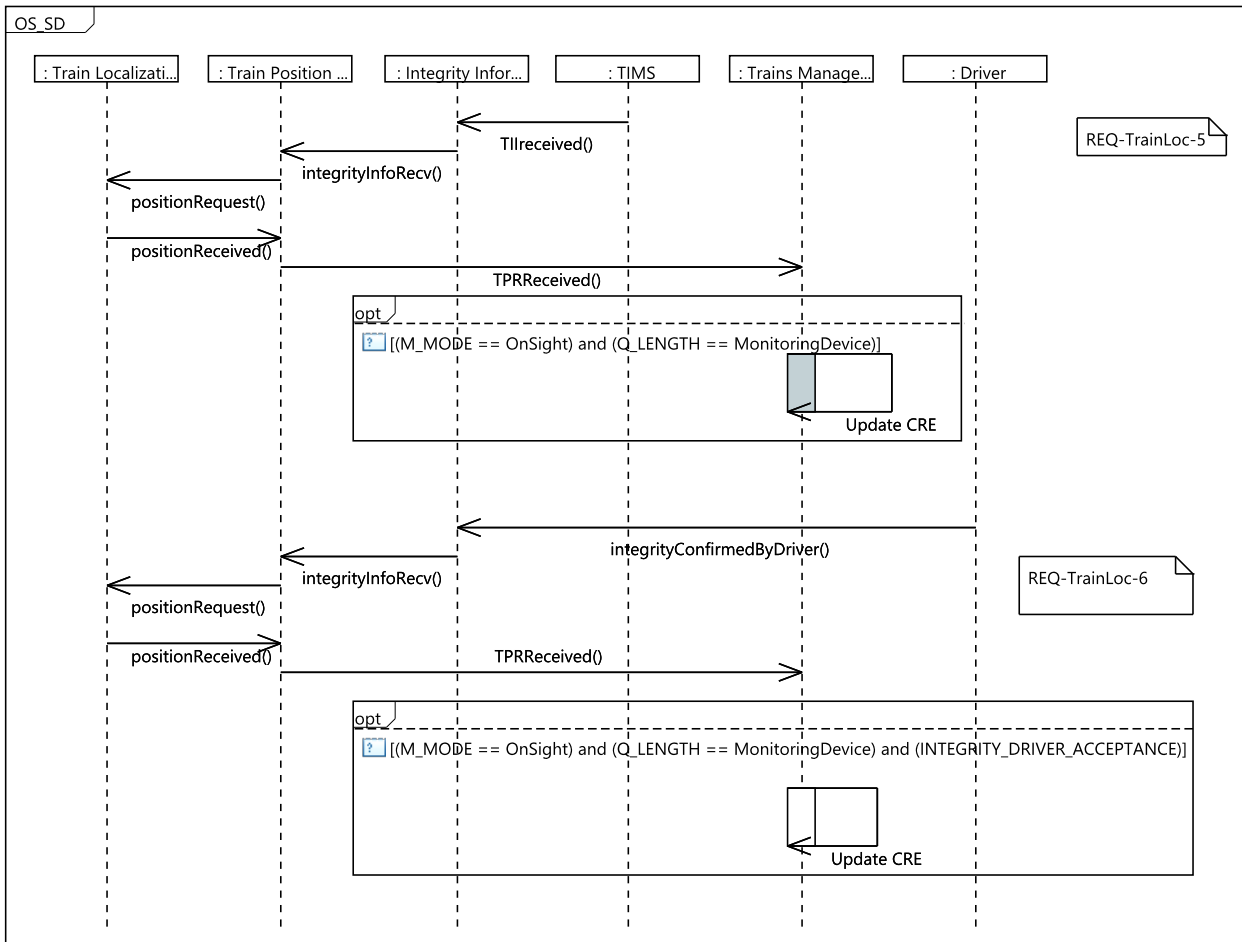 OS_SD
: Train Localizati...
: Train Position ...
: Integrity Infor...
: TIMS
: Trains Manage...
: Driver
TIIreceived()
REQ-TrainLoc-5
integrityInfoRecv()
positionRequest()
positionReceived()
TPRReceived()
opt
[(M_MODE == OnSight) and (Q_LENGTH == MonitoringDevice)]
Update CRE
integrityConfirmedByDriver()
integrityInfoRecv()
REQ-TrainLoc-6
positionRequest()
positionReceived()
TPRReceived()
opt
[(M_MODE == OnSight) and (Q_LENGTH == MonitoringDevice) and (INTEGRITY_DRIVER_ACCEPTANCE)]
Update CRE